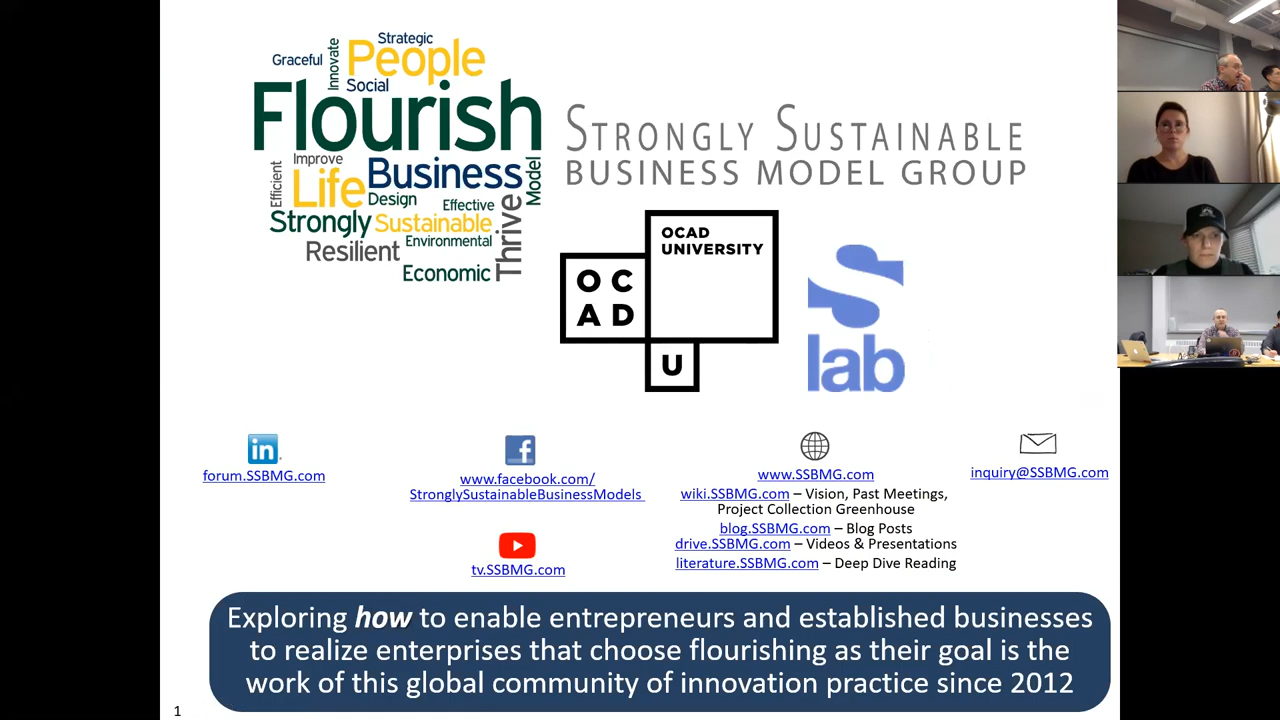 Strategic
Graceful
Innovate
People
Social
Flourish
Improve
Efficient
Life
Business
Model
Design
Effective
Strongly
Sustainable
Thrive
Resilient
Environmental
Economic
STRONGLY SUSTAINABLE
BUSINESS MODEL GROUP
OCAD
UNIVERSITY
O C
A D
U
S
lab
in
forum.SSBMG.com
f
www.facebook.com/
StronglySustainableBusinessModels
tv.SSBMG.com
www.SSBMG.com
wiki.SSBMG.com – Vision, Past Meetings,
Project Collection Greenhouse
blog.SSBMG.com – Blog Posts
drive.SSBMG.com – Videos & Presentations
literature.SSBMG.com – Deep Dive Reading
inquiry@SSBMG.com
Exploring how to enable entrepreneurs and established businesses
to realize enterprises that choose flourishing as their goal is the
work of this global community of innovation practice since 2012
1